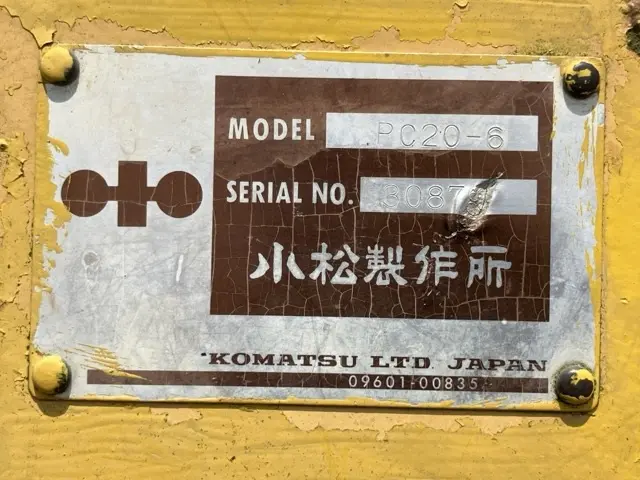 MODEL PC20-6
SERIAL NO.
小松製作所
KOMATSU LTD. JAPAN
09601-00835